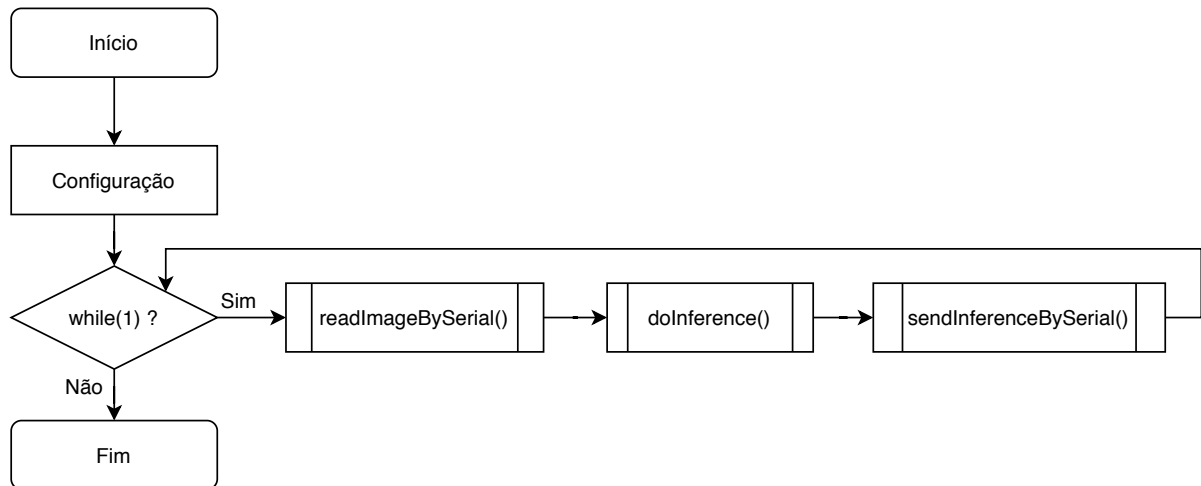 Início
Configuração
while(1) ?
Sim
readImageBySerial()
doInference()
sendInferenceBySerial()
Não
Fim